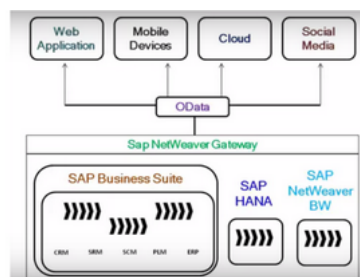 Web
Application
Mobile
Devices
Cloud
Social
Media
OData
Sap NetWeaver Gateway
SAP Business Suite
CRM SRM SCM PLM ERP
SAP
HANA
SAP
NetWeaver
BW